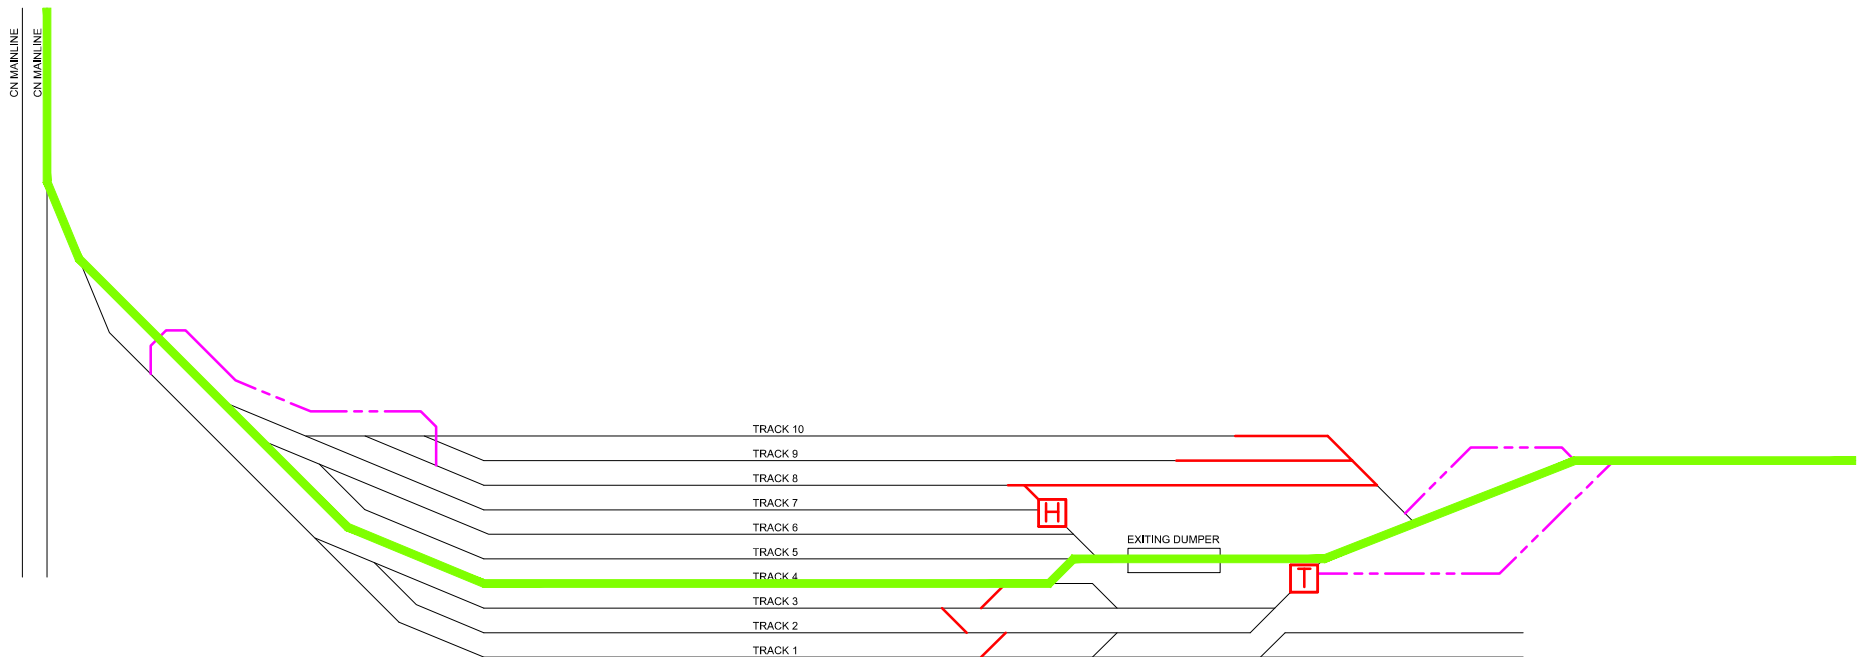 CN MAINLINE
CN MAINLINE
TRACK 10
TRACK 9
TRACK 8
TRACK 7
H
TRACK 6
EXITING DUMPER
TRACK 5
TRACK 4
T
TRACK 3
TRACK 2
TRACK 1